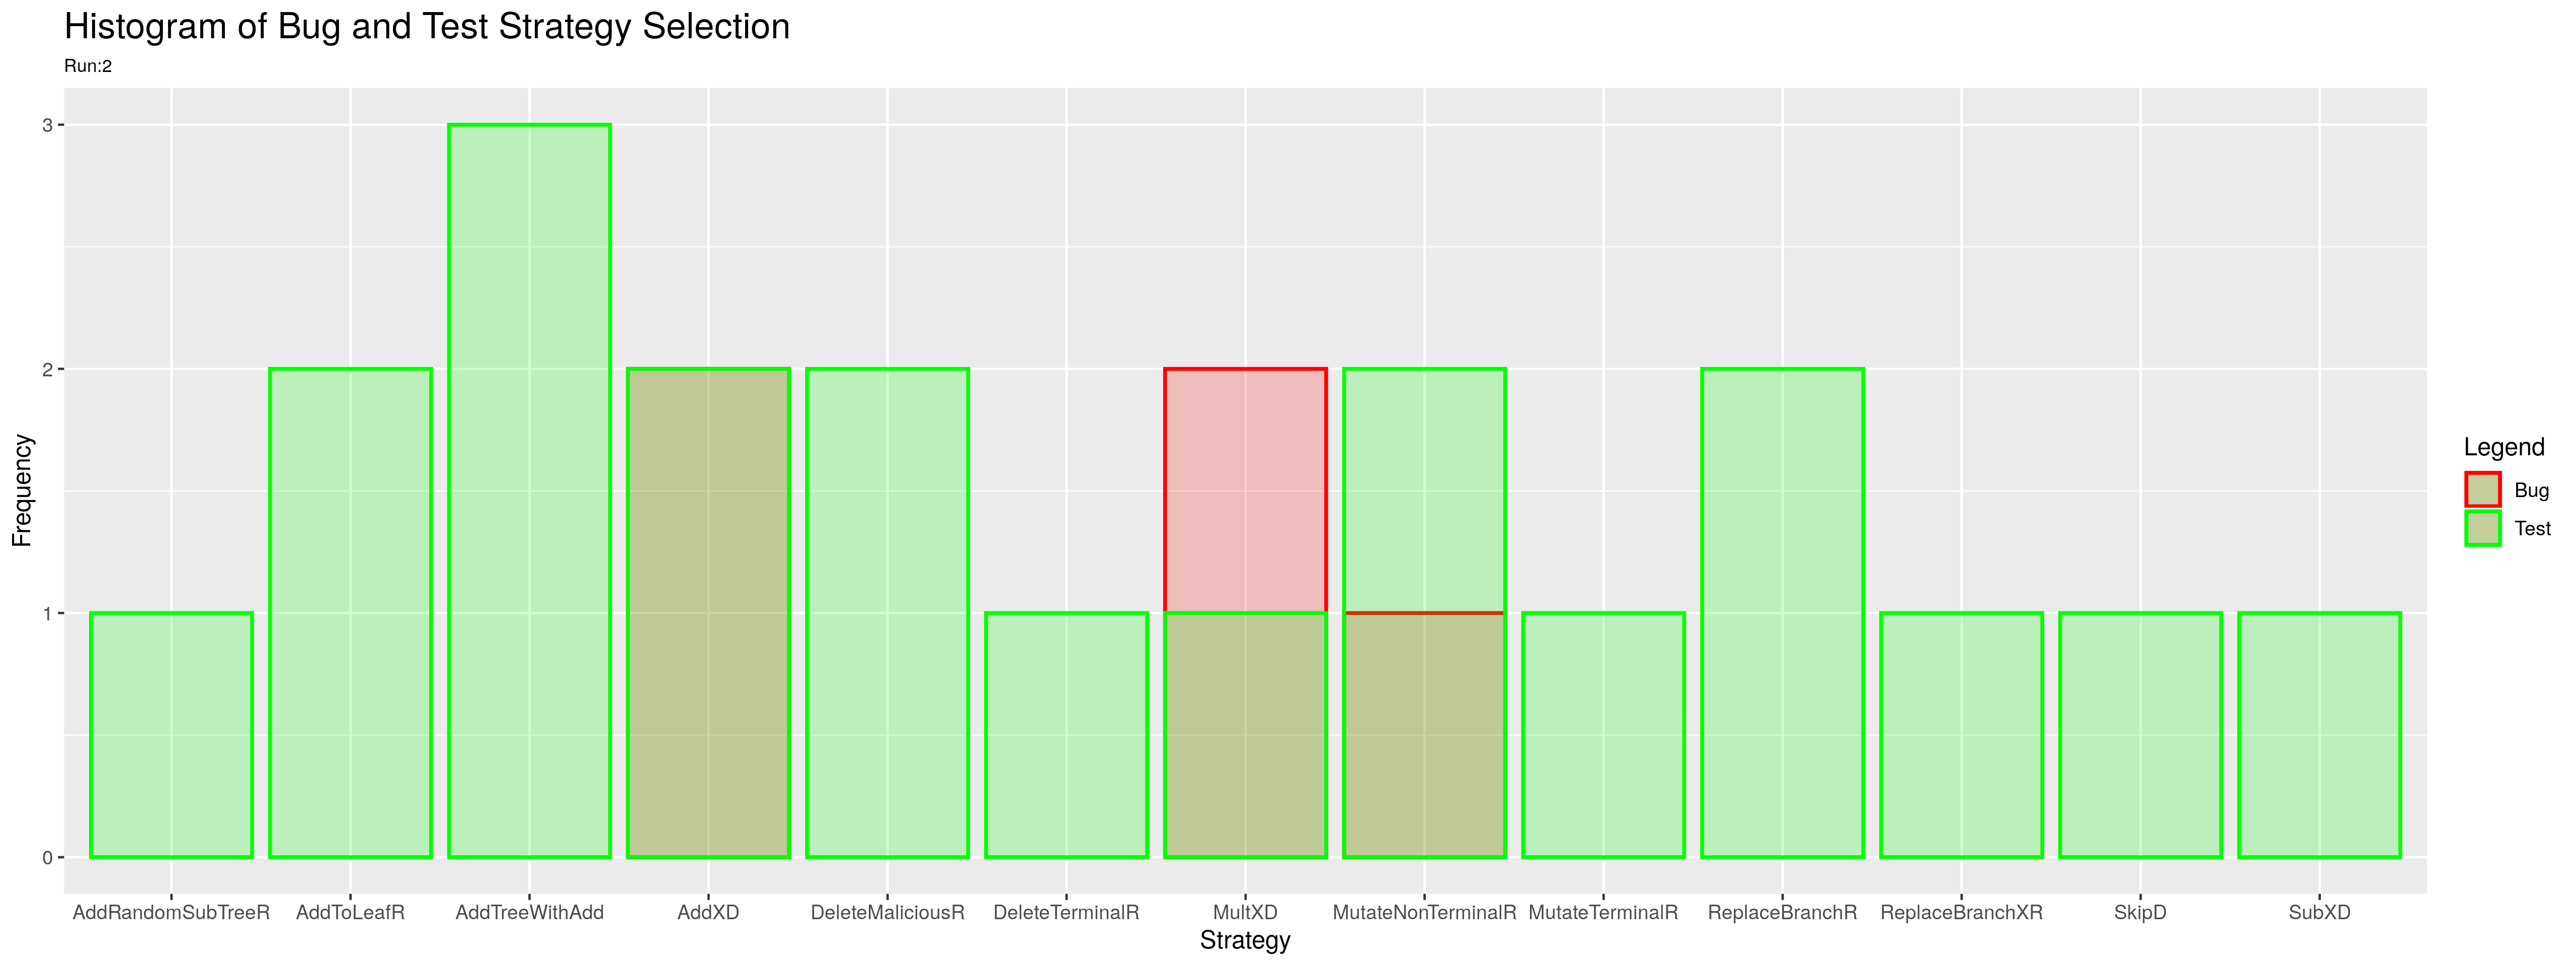 Histogram of Bug and Test Strategy Selection
Run:2
3
2
1
0
Frequency
AddRandomSubTreeR AddToLeafR AddTreeWithAdd AddXD DeleteMaliciousR DeleteTerminalR MultXD MutateNonTerminalR MutateTerminalR ReplaceBranchR ReplaceBranchXR SkipD SubXD
Strategy
Legend
Bug
Test